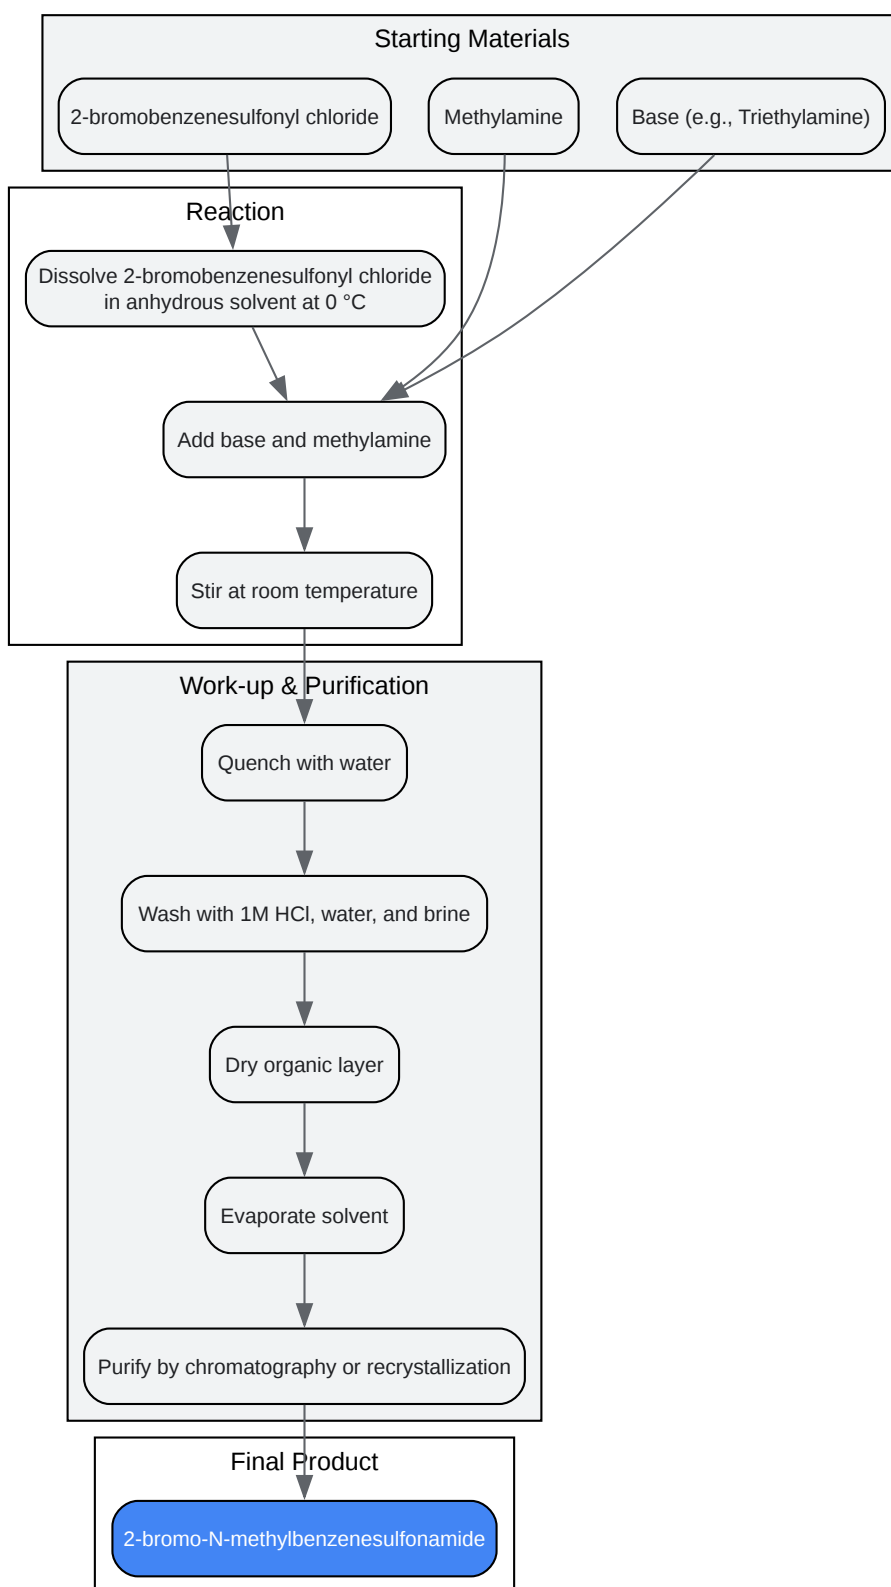 Starting Materials
2-bromobenzenesulfonyl chloride
Methylamine
Base (e.g., Triethylamine)
Reaction
Dissolve 2-bromobenzenesulfonyl chloride
in anhydrous solvent at 0 °C
Add base and methylamine
Stir at room temperature
Work-up & Purification
Quench with water
Wash with 1M HCl, water, and brine
Dry organic layer
Evaporate solvent
Purify by chromatography or recrystallization
Final Product
2-bromo-N-methylbenzenesulfonamide